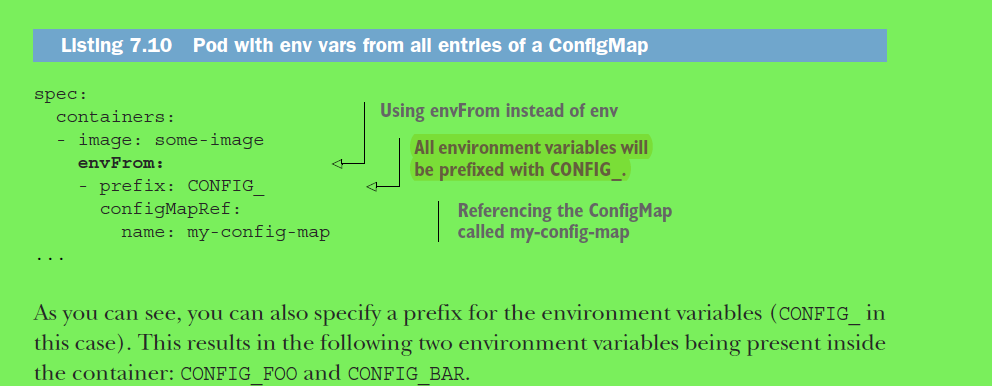 Listing 7.10 Pod with env vars from all entries of a ConfigMap
spec:
containers:
- image: some-image
envFrom:
- prefix: CONFIG_
configMapRef:
name: my-config-map
...
Using envFrom instead of env
All environment variables will
be prefixed with CONFIG_.
Referencing the ConfigMap
called my-config-map
As you can see, you can also specify a prefix for the environment variables (CONFIG_ in
this case). This results in the following two environment variables being present inside
the container: CONFIG_FOO and CONFIG_BAR.